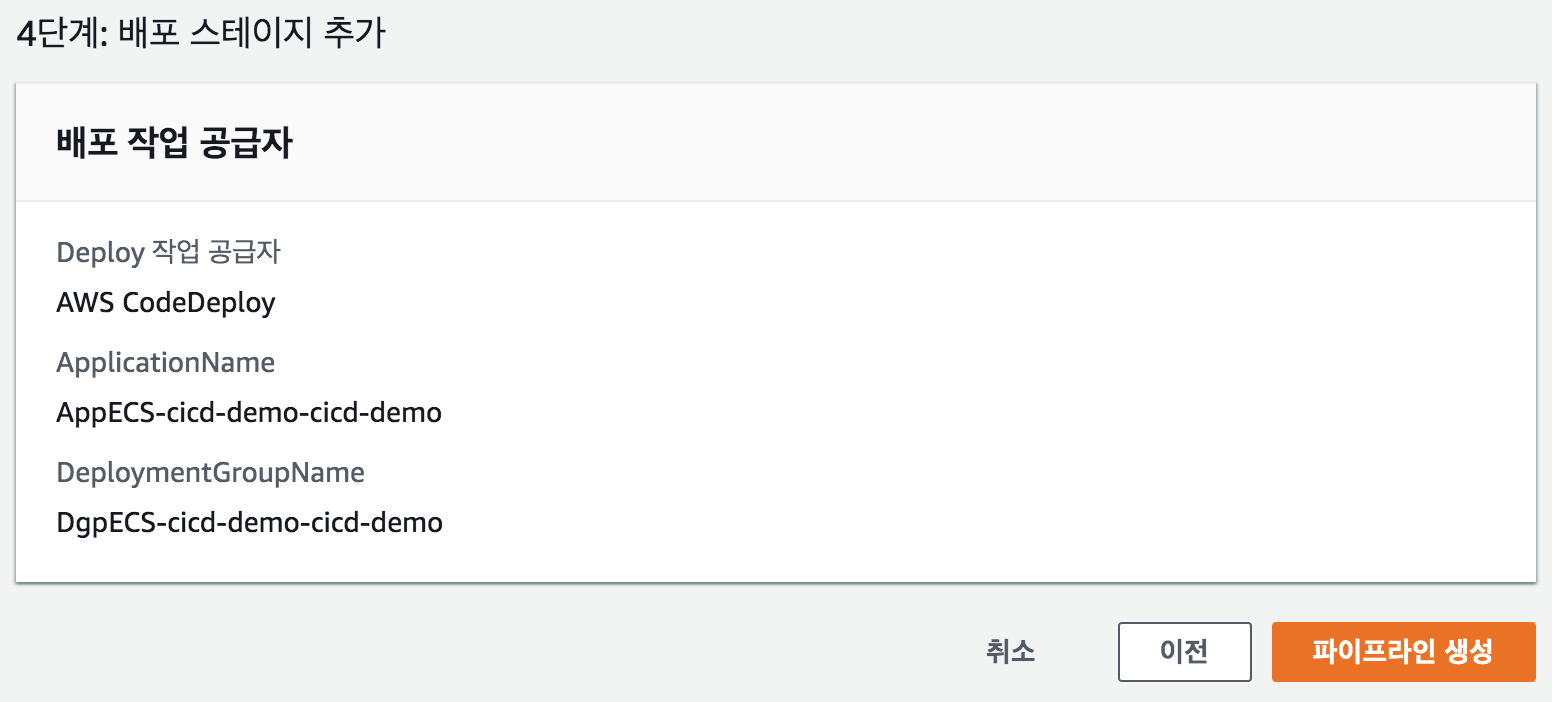 4단계: 배포 스테이지 추가
배포 작업 공급자
Deploy 작업 공급자
AWS CodeDeploy
ApplicationName
AppECS-cicd-demo-cicd-demo
DeploymentGroupName
DgpECS-cicd-demo-cicd-demo
취소 이전 파이프라인 생성